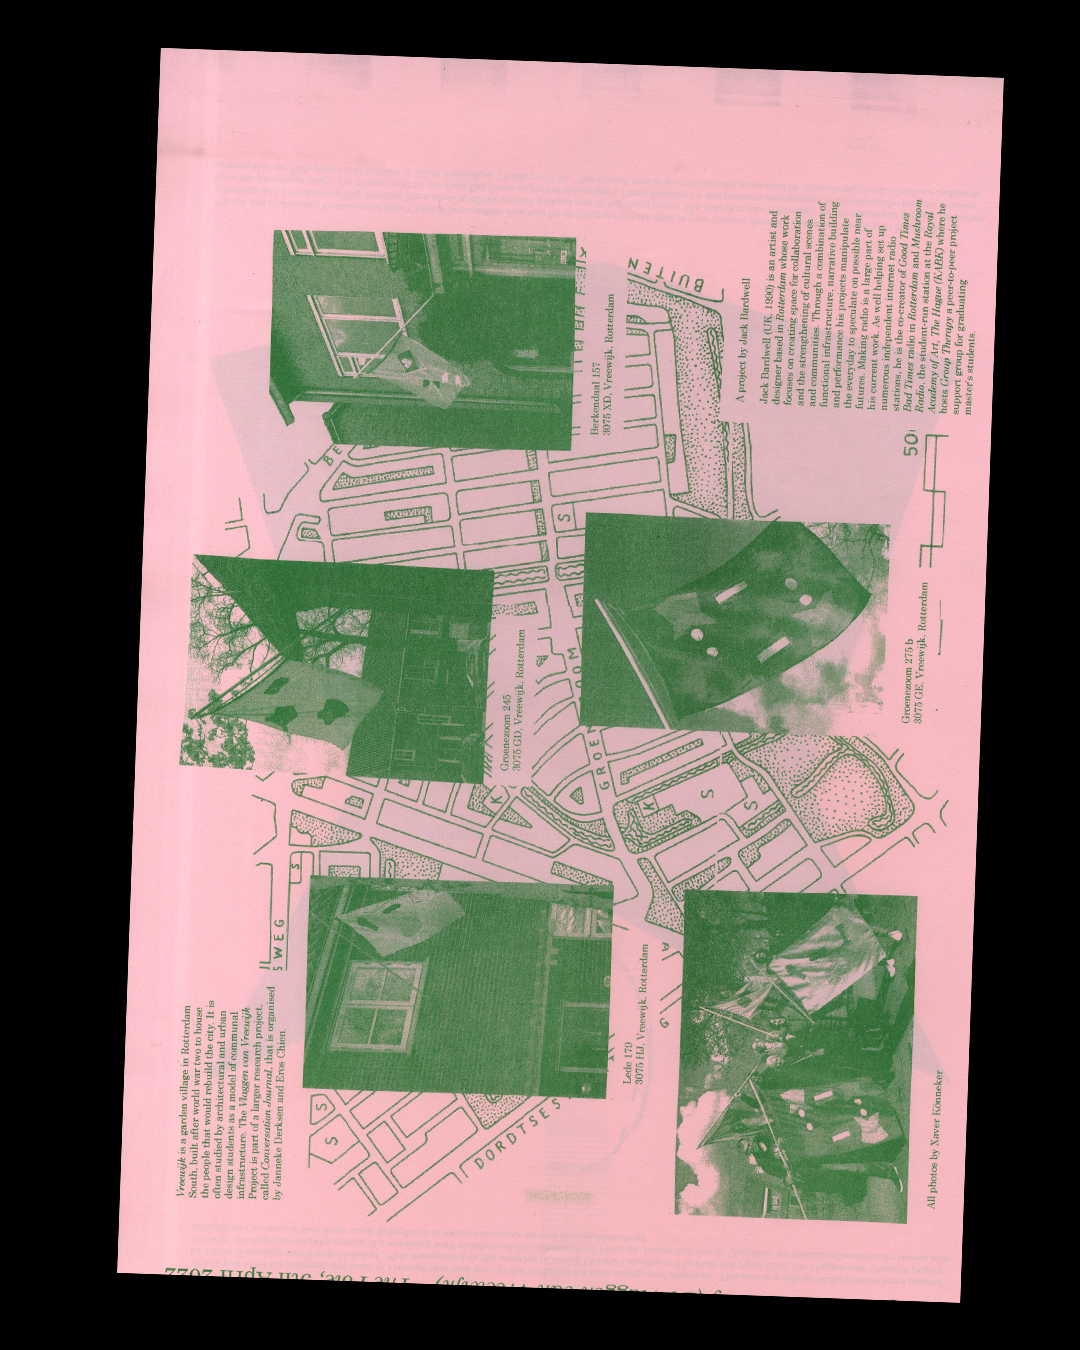 Vreewijk is a garden village in Rotterdam
South, built after world war two to house
the people that would rebuild the city. It is
often studied by architectural and urban
design students as a model of communal
infrastructure. The Vlaggen van Vreewijk
Project is part of a larger research project,
called Conversation Journal, that is organised
by Janneke Derksen and Eros Chien.
SWEG
S
S
S
DORDTSES
BE
Berkendaal 157
3075 XD, Vreewijk, Rotterdam
BUITEN
S
Groenezoom 245
3075 GD, Vreewijk, Rotterdam
OOM
GROEN
K
K
S
S
Groenezoom 275 b
3075 GE, Vreewijk, Rotterdam
Lede 179
3075 HJ, Vreewijk, Rotterdam
A
G
50
A project by Jack Bardwell
Jack Bardwell (UK, 1990) is an artist and
designer based in Rotterdam whose work
focuses on creating space for collaboration
and the strengthening of cultural scenes
and communities. Through a combination of
functional infrastructure, narrative building
and performance his projects manipulate
the everyday to speculate on possible near
futures. Making radio is a large part of
his current work. As well helping set up
numerous independent internet radio
stations, he is the co-creator of Good Times
Bad Times radio in Rotterdam and Mushroom
Radio, the student-run station at the Royal
Academy of Art, The Hague (KABK) where he
hosts Group Therapy a peer-to-peer project
support group for graduating
master's students.
All photos by Xaver Könneker
The Pole, 5th April 2022